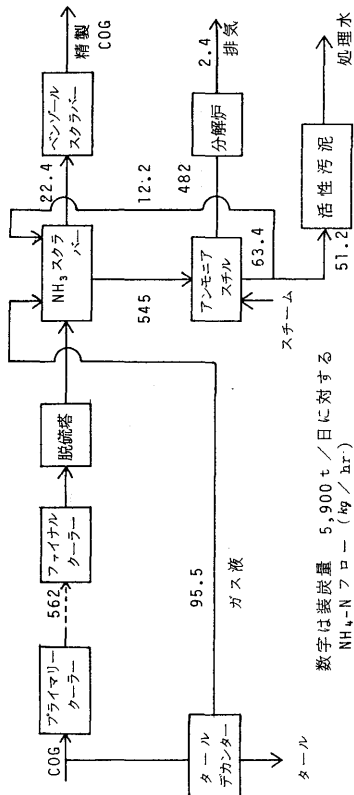 COG
プライマリー
クーラー
562
ファイナル
クーラー
脱硫塔
NH₃スクラ
バー
22.4
ベンゾール
スクラバー
精製
COG
タール
デカンター
タール
95.5
ガス液
545
12.2
アンモニア
スチル
スチーム
482
分解炉
2.4
排気
63.4
51.2
活性汚泥
処理水
数字は装炭量 5,900t/日に対する
NH₄-Nフロー (kg/hr)